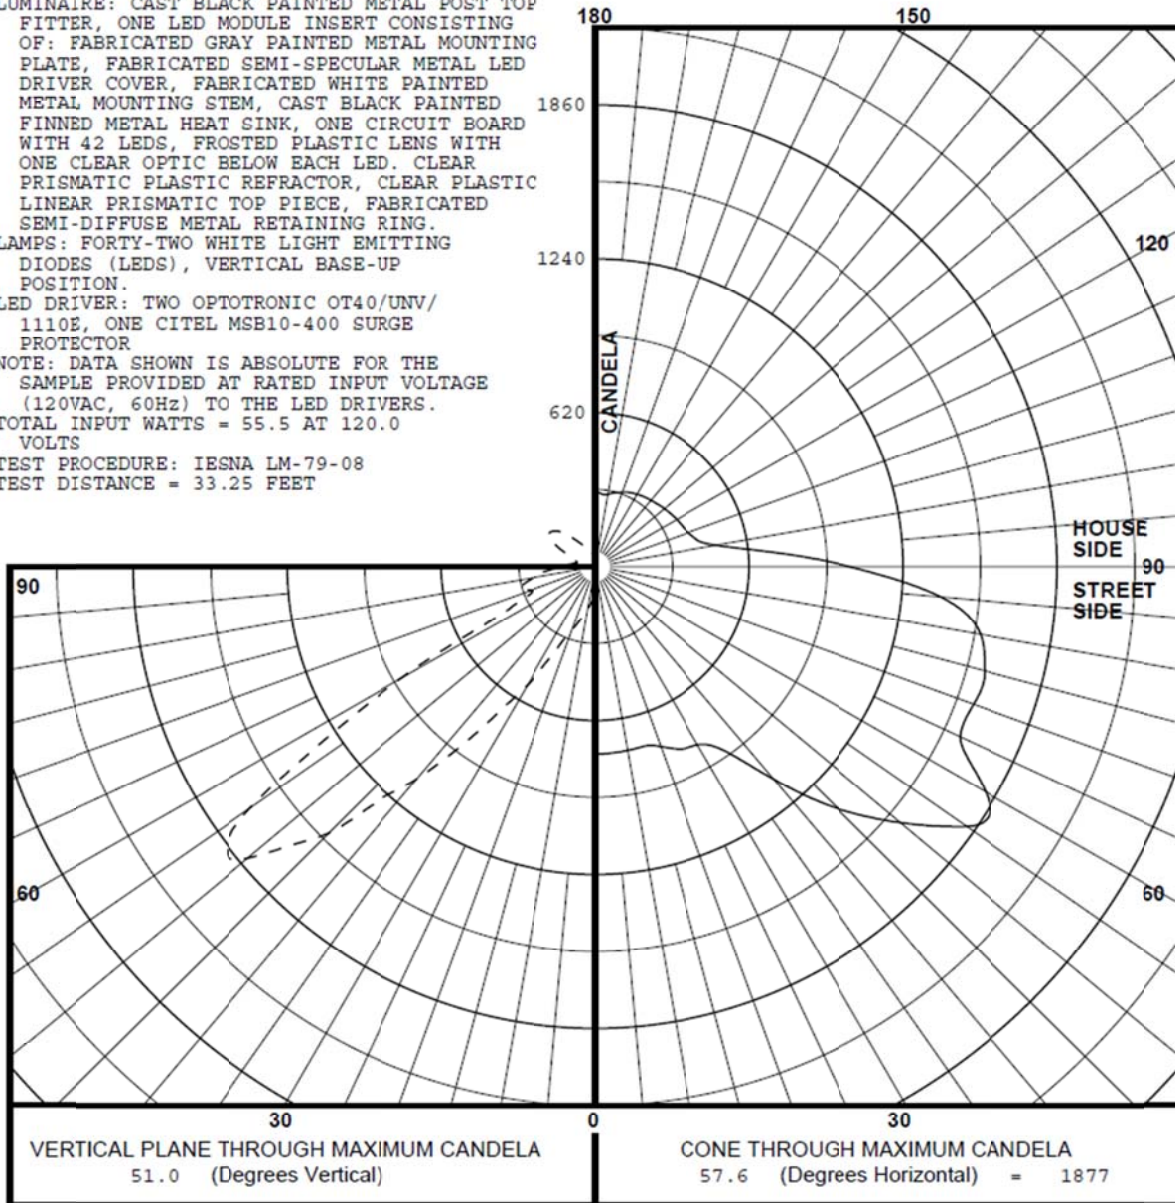 LUMINAIRE: CAST BLACK PAINTED METAL POST TOP
FITTER, ONE LED MODULE INSERT CONSISTING
OF: FABRICATED GRAY PAINTED METAL MOUNTING
PLATE, FABRICATED SEMI-SPECULAR METAL LED
DRIVER COVER, FABRICATED WHITE PAINTED
METAL MOUNTING STEM, CAST BLACK PAINTED
FINNED METAL HEAT SINK, ONE CIRCUIT BOARD
WITH 42 LEDS, FROSTED PLASTIC LENS WITH
ONE CLEAR OPTIC BELOW EACH LED. CLEAR
PRISMATIC PLASTIC REFRACTOR, CLEAR PLASTIC
LINEAR PRISMATIC TOP PIECE, FABRICATED
SEMI-DIFFUSE METAL RETAINING RING.
LAMPS: FORTY-TWO WHITE LIGHT EMITTING
DIODES (LEDS), VERTICAL BASE-UP
POSITION.
LED DRIVER: TWO OPTOTRONIC OT40/UNV/
1110E, ONE CITEL MSB10-400 SURGE
PROTECTOR
NOTE: DATA SHOWN IS ABSOLUTE FOR THE
SAMPLE PROVIDED AT RATED INPUT VOLTAGE
(120VAC, 60Hz) TO THE LED DRIVERS.
TOTAL INPUT WATTS = 55.5 AT 120.0
VOLTS
TEST PROCEDURE: IESNA LM-79-08
TEST DISTANCE = 33.25 FEET
180
150
1860
120
1240
CANDELA
620
HOUSE
SIDE
90
90
STREET
SIDE
60
60
30
0
30
VERTICAL PLANE THROUGH MAXIMUM CANDELA
51.0 (Degrees Vertical)
CONE THROUGH MAXIMUM CANDELA
57.6 (Degrees Horizontal) = 1877